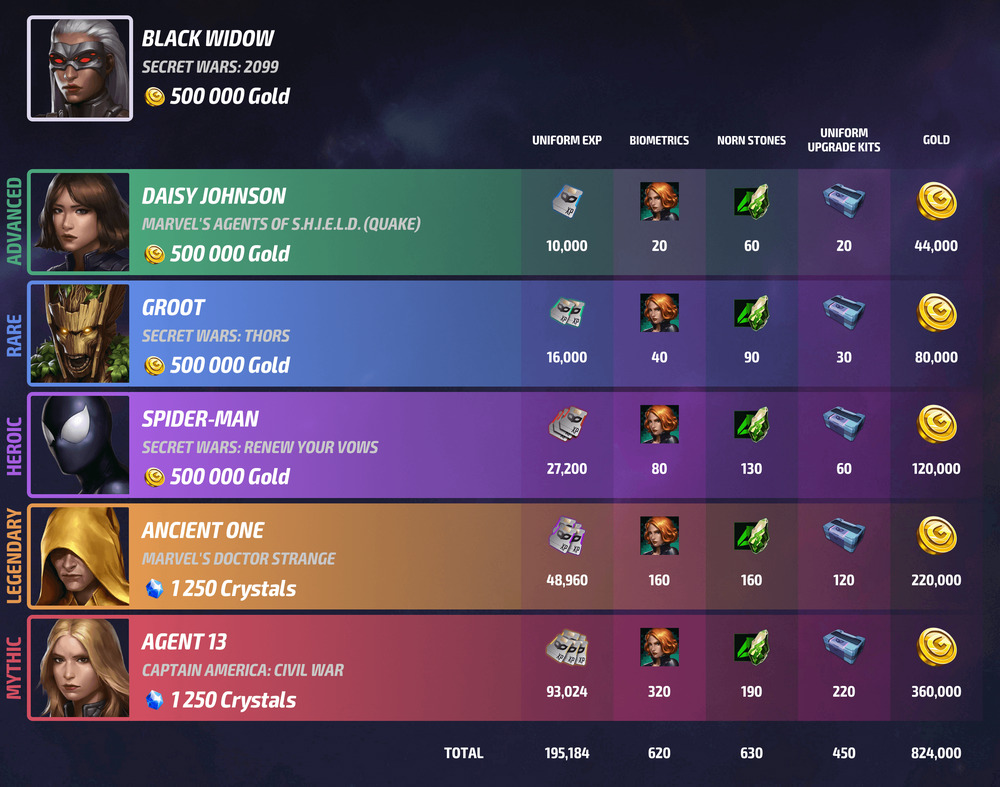 BLACK WIDOW
SECRET WARS: 2099
500 000 Gold
UNIFORM EXP
BIOMETRICS
NORN STONES
UNIFORM
UPGRADE KITS
GOLD
ADVANCED
DAISY JOHNSON
MARVEL'S AGENTS OF S.H.I.E.L.D. (QUAKE)
500 000 Gold
XP
10,000
20
60
20
44,000
RARE
GROOT
SECRET WARS: THORS
500 000 Gold
XP XP
16,000
40
90
30
80,000
HEROIC
SPIDER-MAN
SECRET WARS: RENEW YOUR VOWS
500 000 Gold
27,200
80
130
60
120,000
LEGENDARY
ANCIENT ONE
MARVEL'S DOCTOR STRANGE
1 250 Crystals
XP XP
48,960
160
160
120
220,000
MYTHIC
AGENT 13
CAPTAIN AMERICA: CIVIL WAR
1 250 Crystals
93,024
320
190
220
360,000
TOTAL
195,184
620
630
450
824,000